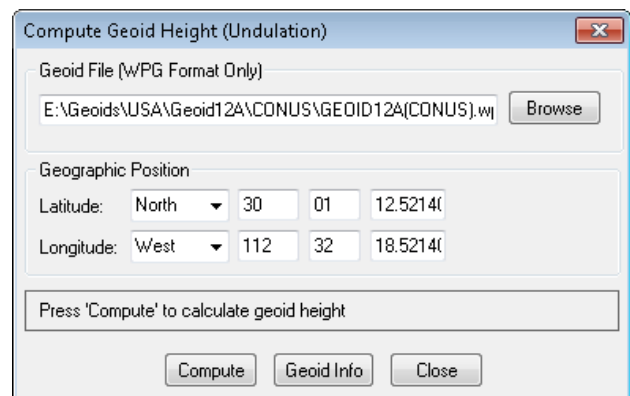 Compute Geoid Height (Undulation)
Geoid File (WPG Format Only)
E:\Geoids\USA\Geoid12A\CONUS\GEOID12A(CONUS).w Browse
Geographic Position
Latitude: North 30 01 12.5214
Longitude: West 112 32 18.5214
Press 'Compute' to calculate geoid height
Compute Geoid Info Close